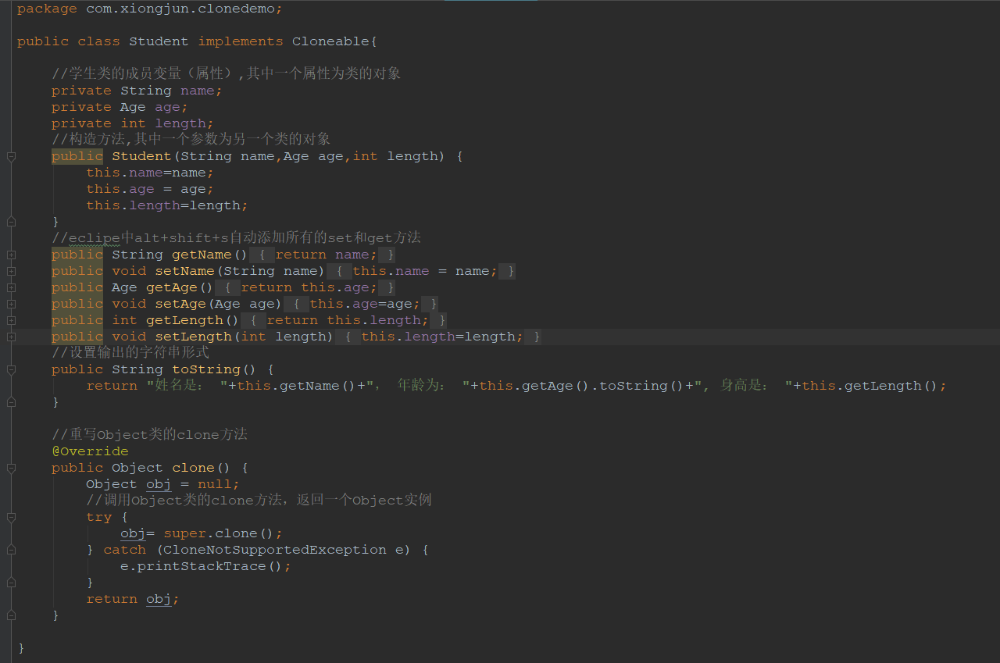 package com.xiongjun.clonedemo;
public class Student implements Cloneable{
//学生类的成员变量（属性）,其中一个属性为类的对象
private String name;
private Age age;
private int length;
//构造方法,其中一个参数为另一个类的对象
public Student(String name,Age age,int length) {
this.name=name;
this.age = age;
this.length=length;
}
//eclipe中alt+shift+s自动添加所有的set和get方法
public String getName() { return name; }
public void setName(String name) { this.name = name; }
public Age getAge() { return this.age; }
public void setAge(Age age) { this.age=age; }
public int getLength() { return this.length; }
public void setLength(int length) { this.length=length; }
//设置输出的字符串形式
public String toString() {
return "姓名是： "+this.getName()+"， 年龄为： "+this.getAge().toString()+", 身高是： "+this.getLength();
}
//重写Object类的clone方法
@Override
public Object clone() {
Object obj = null;
//调用Object类的clone方法，返回一个Object实例
try {
obj= super.clone();
} catch (CloneNotSupportedException e) {
e.printStackTrace();
}
return obj;
}
}